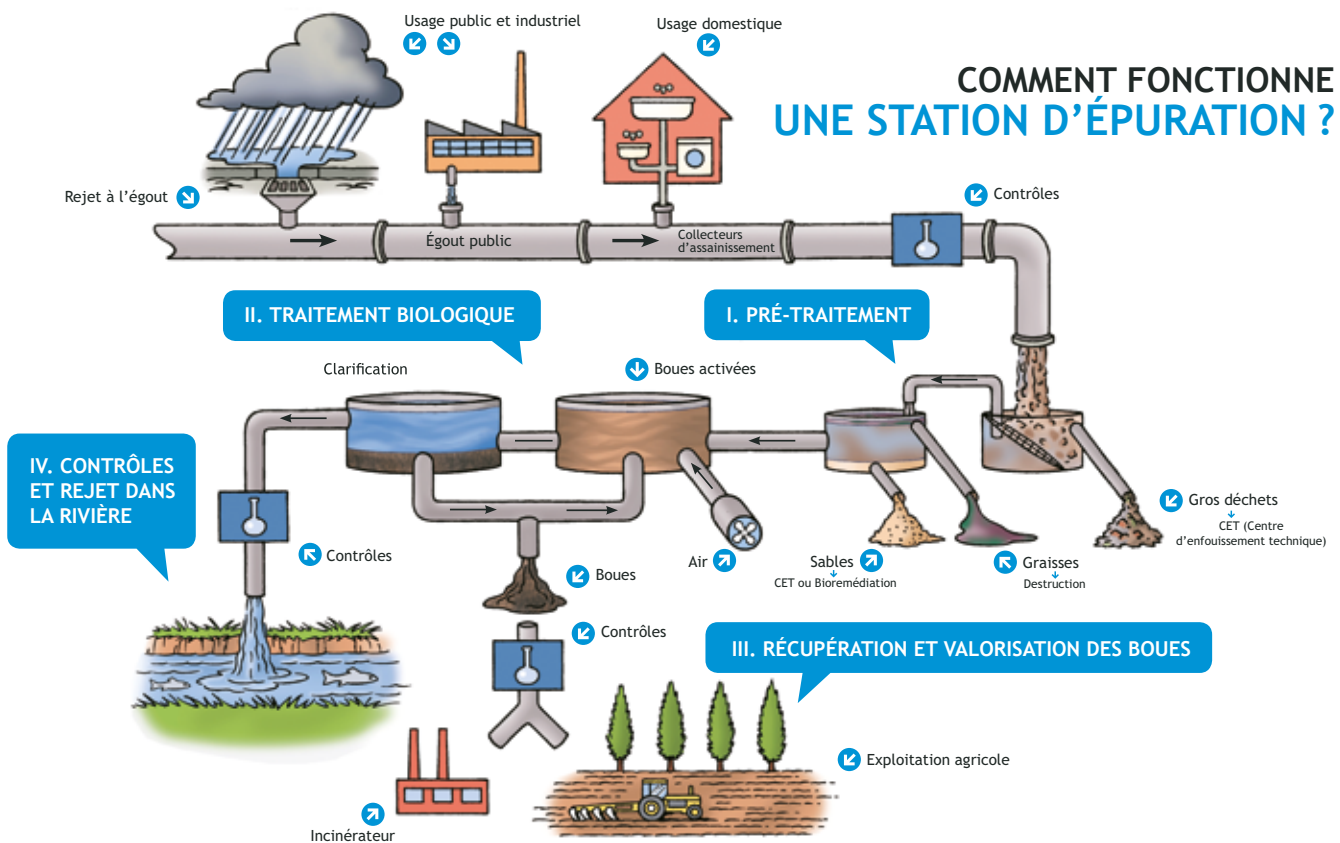 Usage public et industriel
Usage domestique
COMMENT FONCTIONNE
UNE STATION D'ÉPURATION ?
Rejet à l'égout
Contrôles
Égout public
Collecteurs
d'assainissement
II. TRAITEMENT BIOLOGIQUE
I. PRÉ-TRAITEMENT
Clarification
Boues activées
IV. CONTRÔLES
ET REJET DANS
LA RIVIÈRE
Gros déchets
CET (Centre
d'enfouissement technique)
Contrôles
Air
Sables
CET ou Bioremédiation
Graisses
Destruction
Boues
Contrôles
III. RÉCUPÉRATION ET VALORISATION DES BOUES
Exploitation agricole
Incinérateur